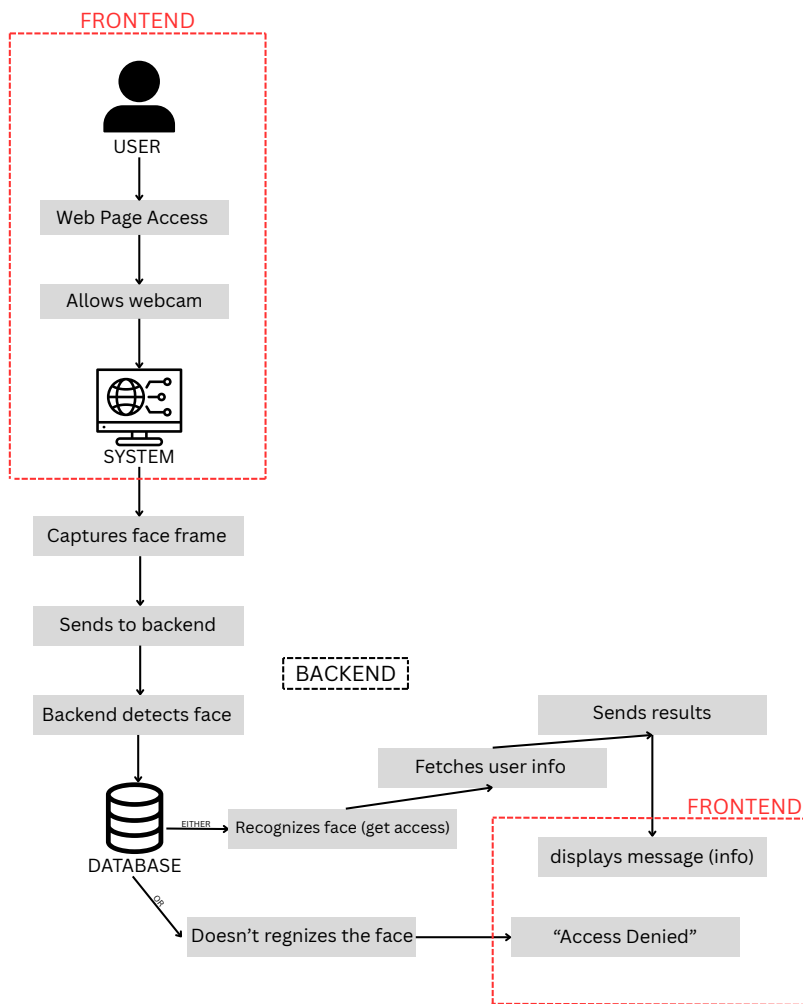 FRONTEND
USER
Web Page Access
Allows webcam
SYSTEM
Captures face frame
Sends to backend
BACKEND
Backend detects face
Sends results
Fetches user info
FRONTEND
EITHER
Recognizes face (get access)
displays message (info)
DATABASE
OR
Doesn't regnizes the face
“Access Denied”